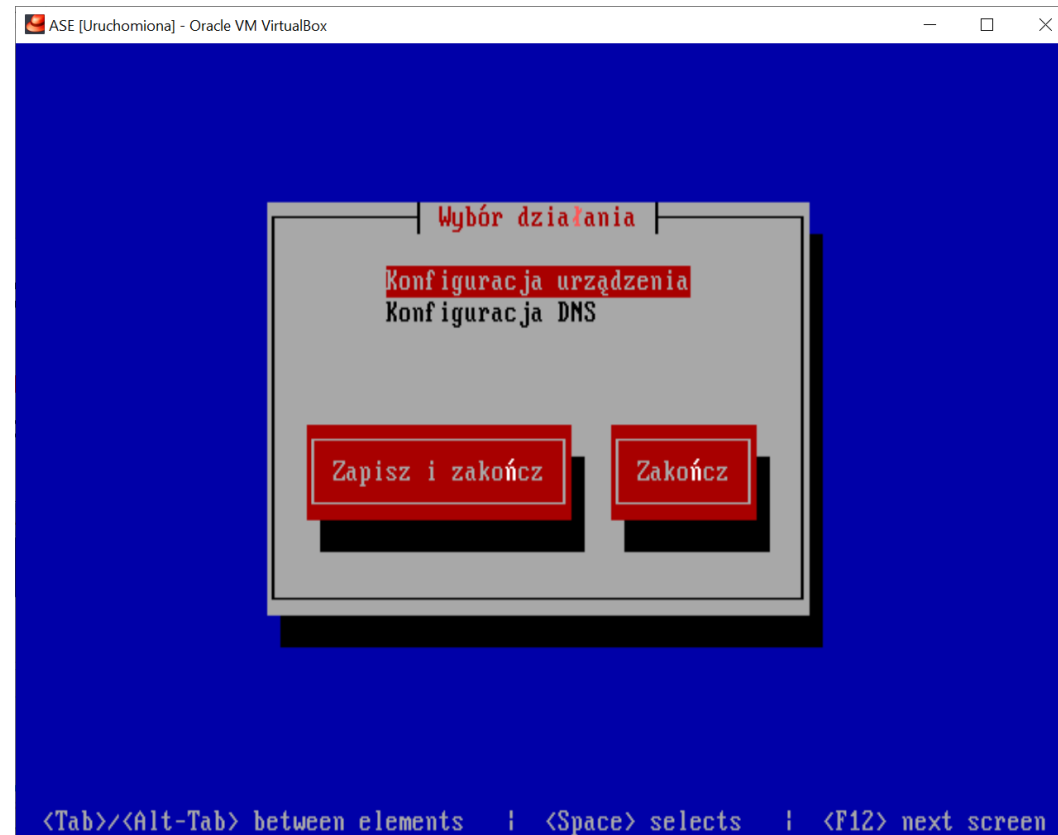 ASE [Uruchomiona] - Oracle VM VirtualBox
Wybór działania
Konfiguracja urządzenia
Konfiguracja DNS
Zapisz i zakończ Zakończ
<Tab>/<Alt-Tab> between elements | <Space> selects | <F12> next screen